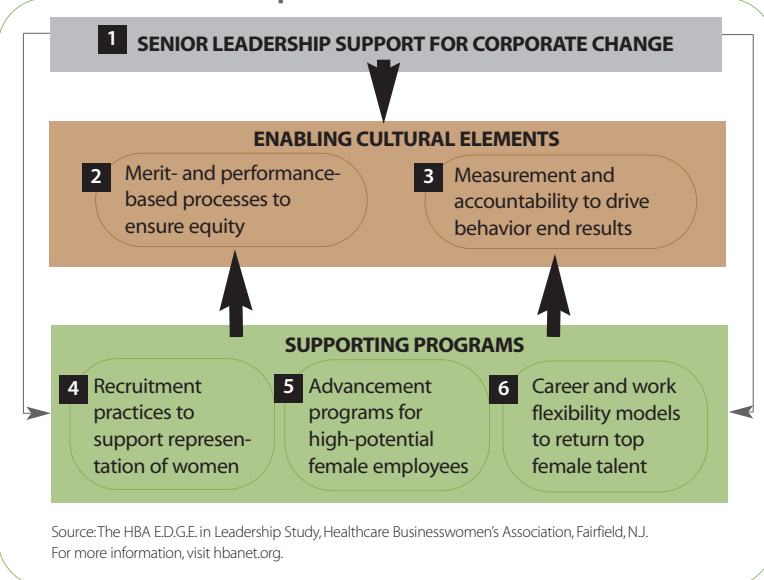 1 SENIOR LEADERSHIP SUPPORT FOR CORPORATE CHANGE
ENABLING CULTURAL ELEMENTS
2 Merit- and performance-
based processes to
ensure equity
3 Measurement and
accountability to drive
behavior end results
SUPPORTING PROGRAMS
4 Recruitment
practices to
support represen-
tation of women
5 Advancement
programs for
high-potential
female employees
6 Career and work
flexibility models
to return top
female talent
Source: The HBA E.D.G.E. in Leadership Study, Healthcare Businesswomen's Association, Fairfield, N.J.
For more information, visit hbanet.org.